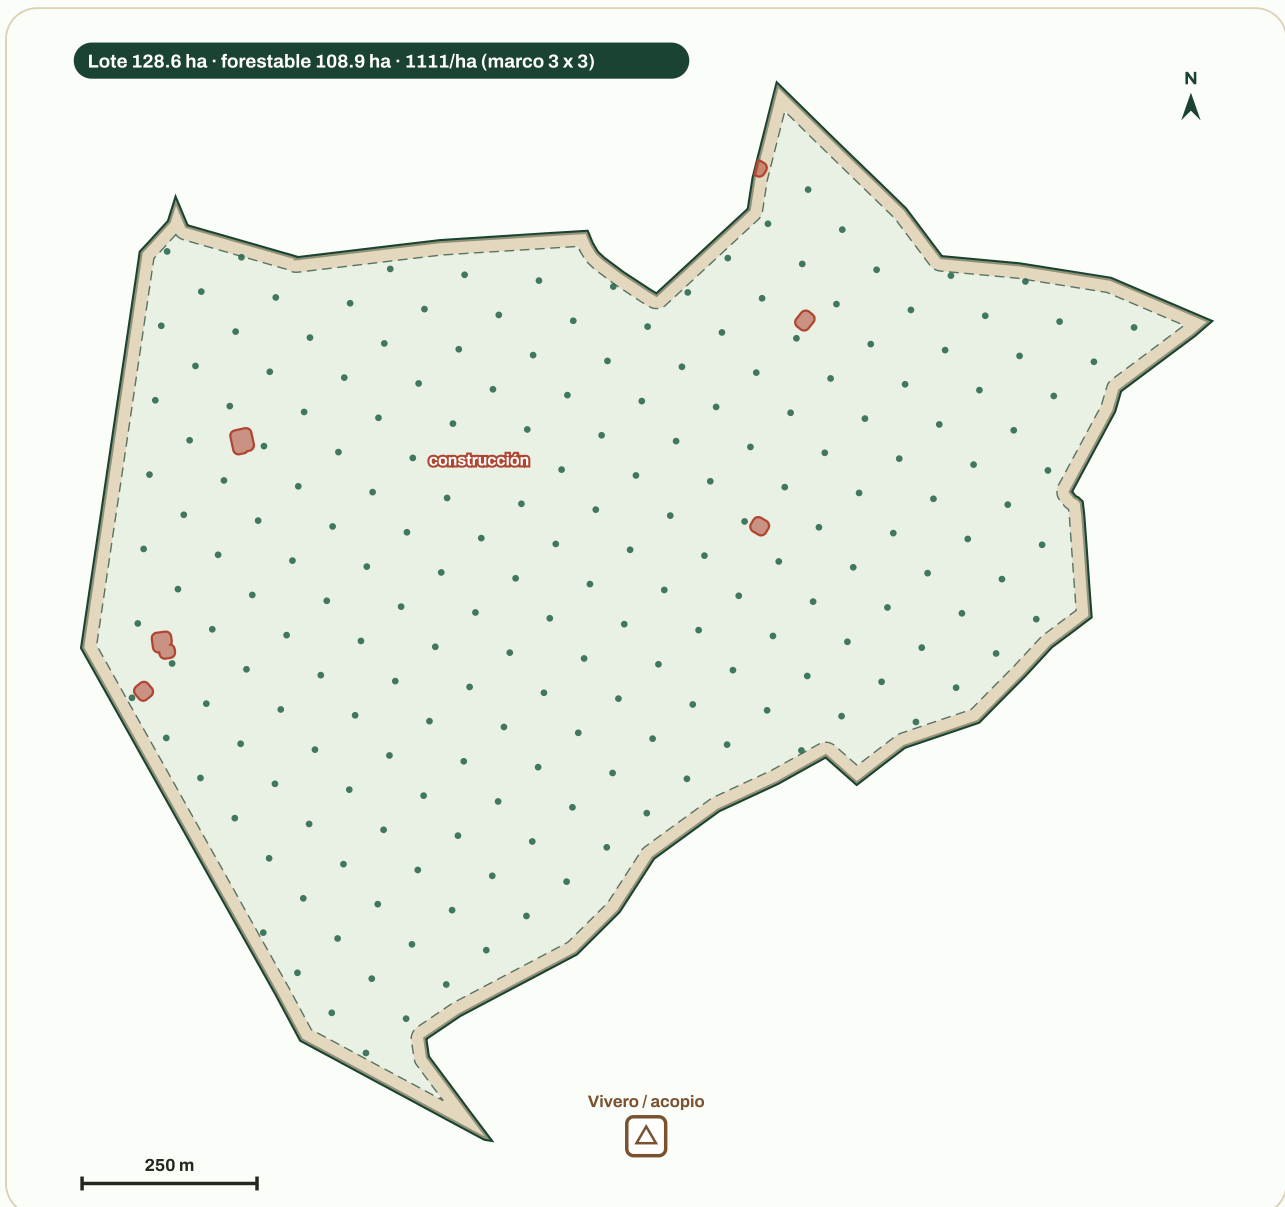 Lote 128.6 ha · forestable 108.9 ha · 1111/ha (marco 3 x 3)
N
construcción
Vivero / acopio
250 m